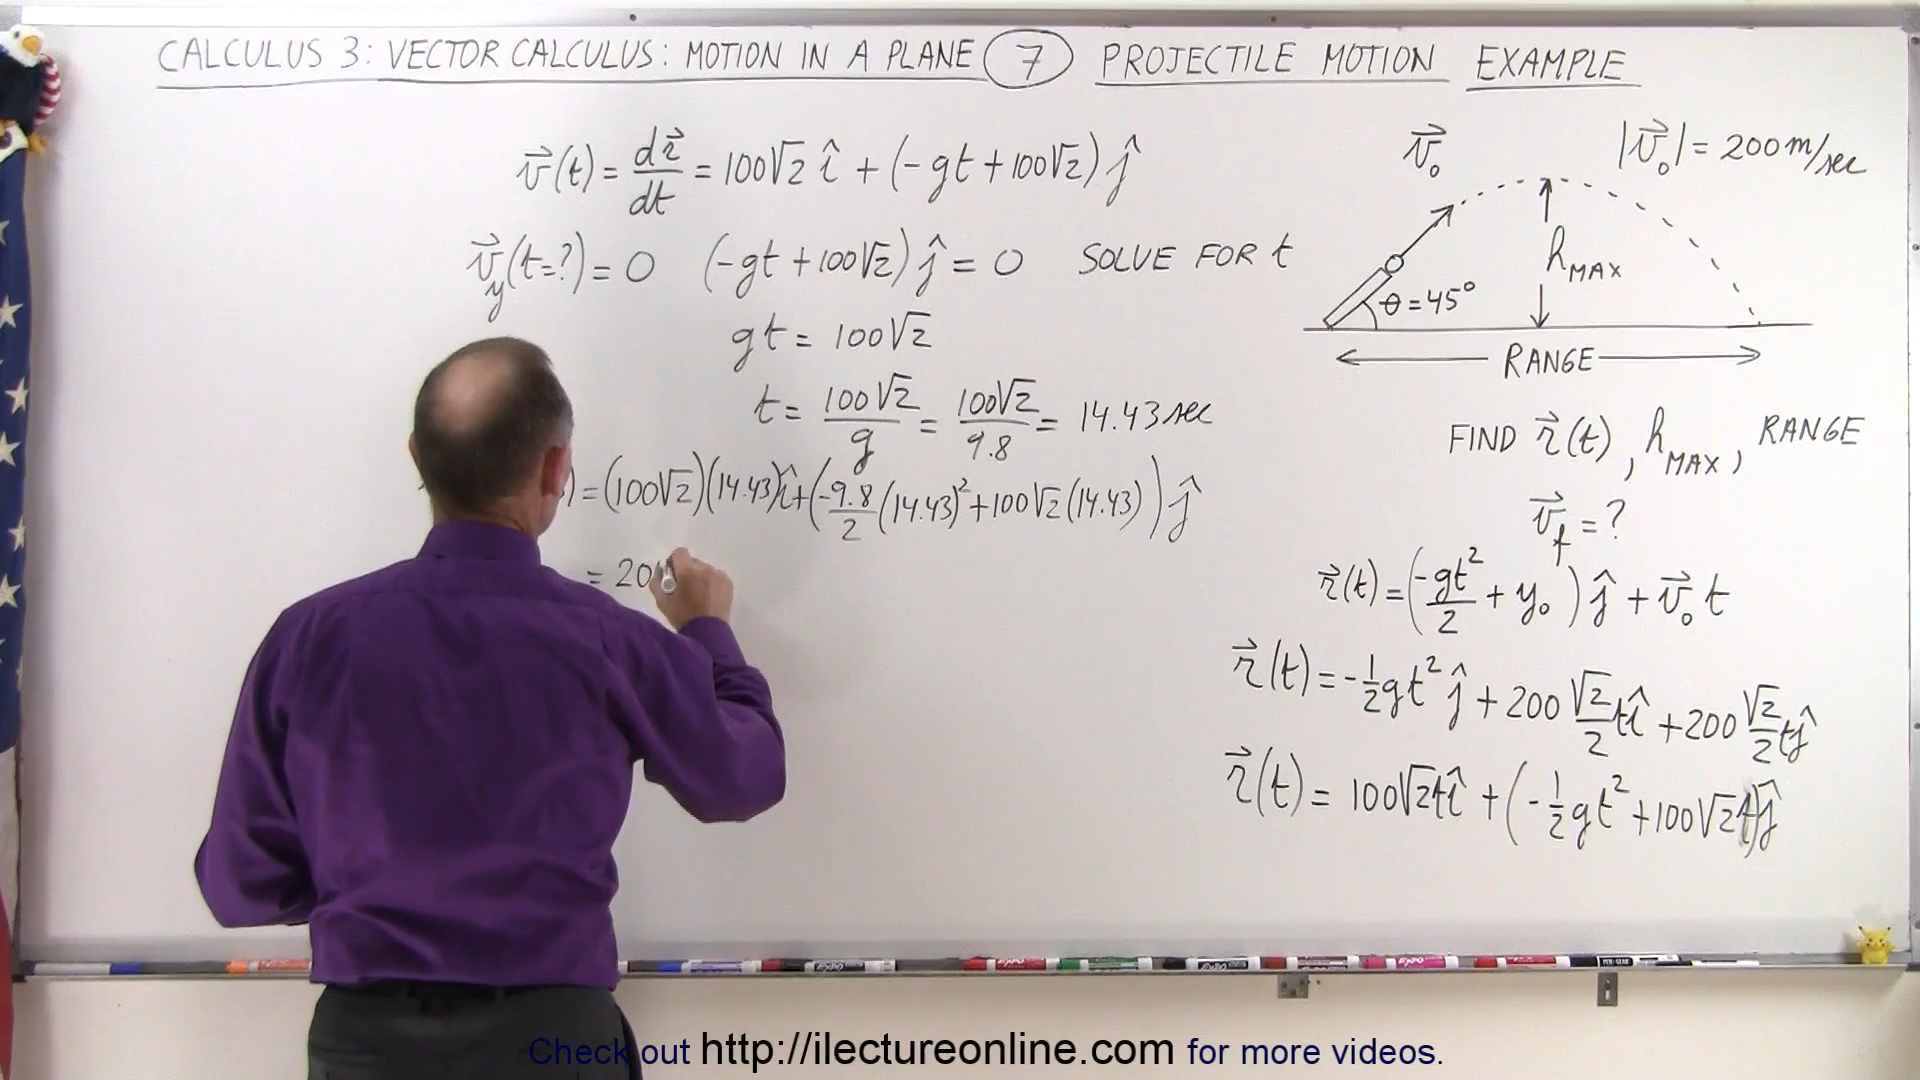 CALCULUS 3: VECTOR CALCULUS: MOTION IN A PLANE 7 PROJECTILE MOTION EXAMPLE
v⃗(t) = dr⃗/dt = 100√2 î + (-gt + 100√2) ĵ
v⃗y(t=?) = 0 (-gt + 100√2) ĵ = 0 SOLVE FOR t
gt = 100√2
t = 100√2/g = 100√2/9.8 = 14.43 sec
) = (100√2)(14.43)î + (-9.8/2 (14.43)² + 100√2 (14.43)) ĵ
= 20
v⃗₀ |v⃗₀| = 200 m/sec
hMAX
θ = 45°
RANGE
FIND r⃗(t), hMAX, RANGE
v⃗f = ?
r⃗(t) = (-gt²/2 + y₀) ĵ + v⃗₀ t
r⃗(t) = -½gt² ĵ + 200 √2/2 tî + 200 √2/2 tĵ
r⃗(t) = 100√2tî + (-½gt² + 100√2t)ĵ
Check out http://ilectureonline.com for more videos.